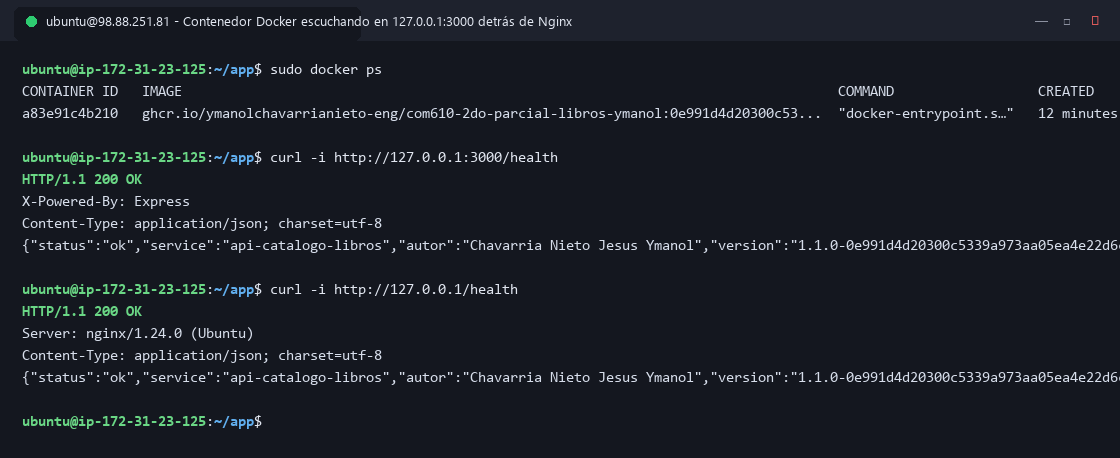 ubuntu@98.88.251.81 - Contenedor Docker escuchando en 127.0.0.1:3000 detrás de Nginx
ubuntu@ip-172-31-23-125:~/app$ sudo docker ps
CONTAINER ID IMAGE COMMAND CREATED
a83e91c4b210 ghcr.io/ymanolchavarrianieto-eng/com610-2do-parcial-libros-ymanol:0e991d4d20300c53... "docker-entrypoint.s…" 12 minutes
ubuntu@ip-172-31-23-125:~/app$ curl -i http://127.0.0.1:3000/health
HTTP/1.1 200 OK
X-Powered-By: Express
Content-Type: application/json; charset=utf-8
{"status":"ok","service":"api-catalogo-libros","autor":"Chavarria Nieto Jesus Ymanol","version":"1.1.0-0e991d4d20300c5339a973aa05ea4e22d6
ubuntu@ip-172-31-23-125:~/app$ curl -i http://127.0.0.1/health
HTTP/1.1 200 OK
Server: nginx/1.24.0 (Ubuntu)
Content-Type: application/json; charset=utf-8
{"status":"ok","service":"api-catalogo-libros","autor":"Chavarria Nieto Jesus Ymanol","version":"1.1.0-0e991d4d20300c5339a973aa05ea4e22d6
ubuntu@ip-172-31-23-125:~/app$